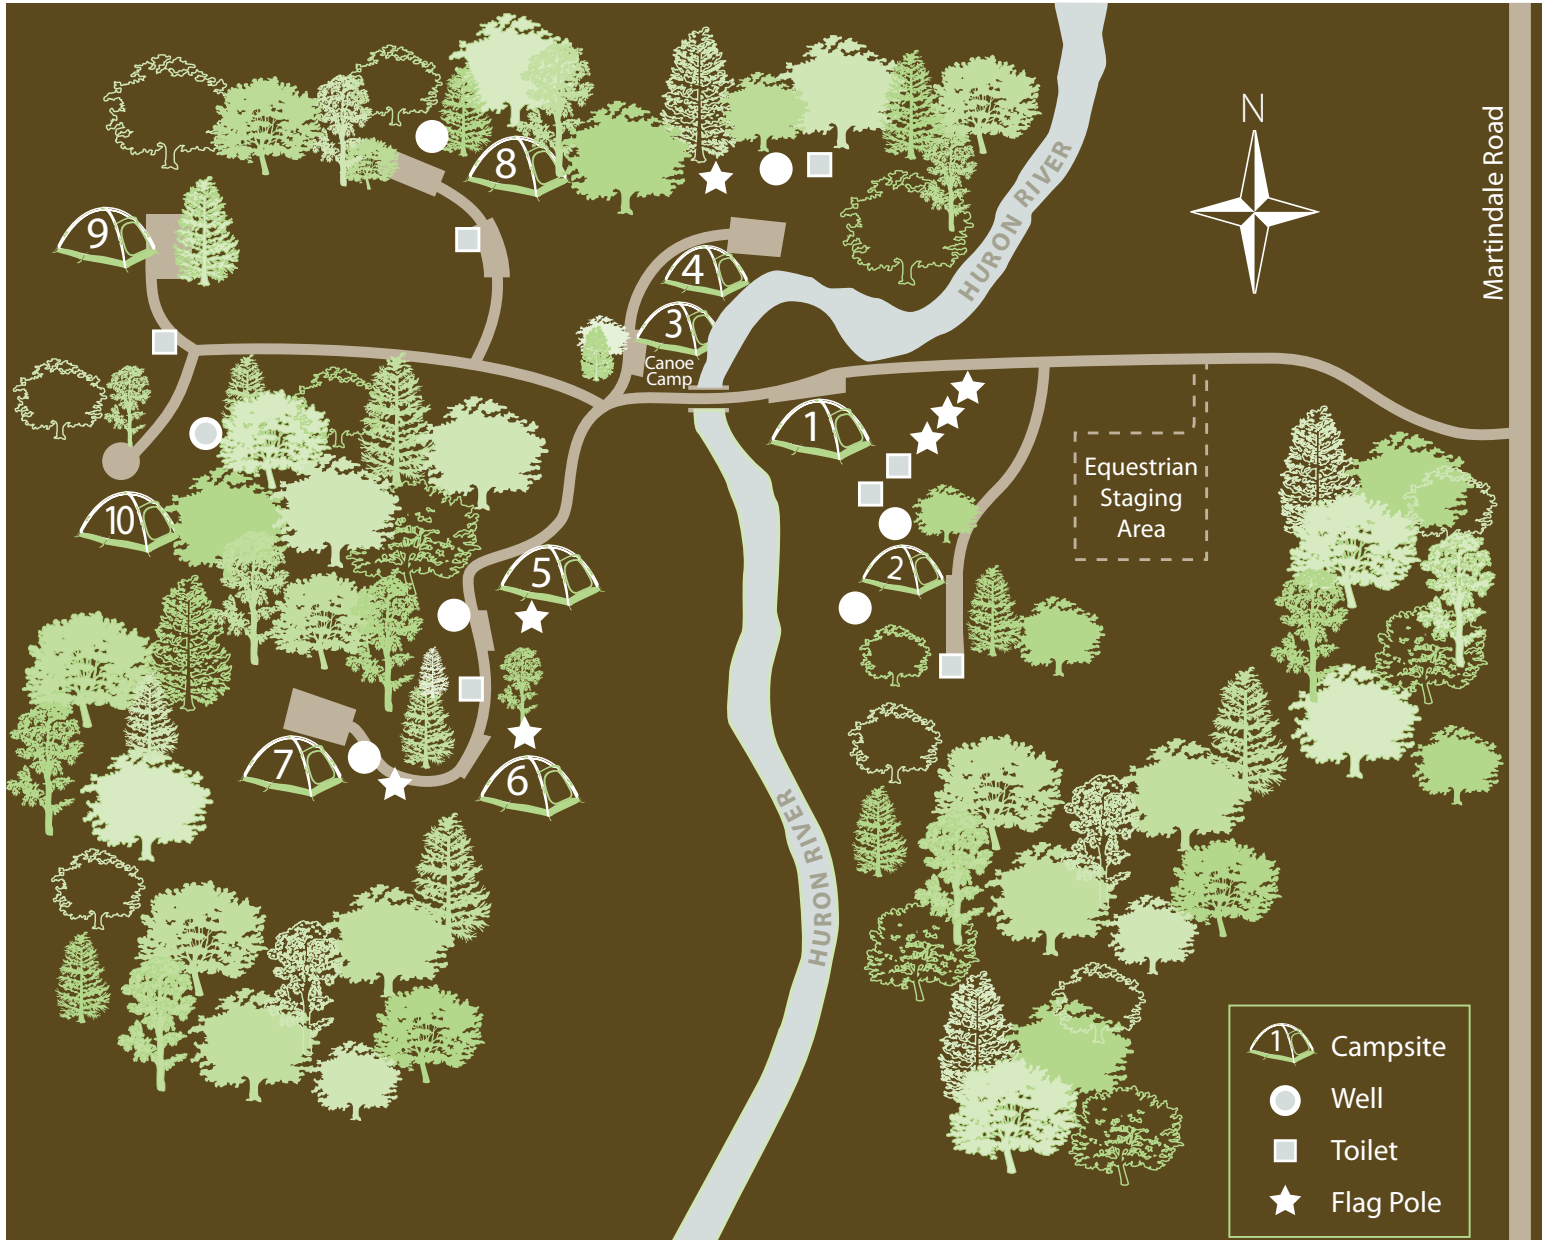 N
Martindale Road
HURON RIVER
8
9
4
3
Canoe
Camp
1
Equestrian
Staging
Area
10
5
2
7
6
HURON RIVER
1
Campsite
Well
Toilet
Flag Pole